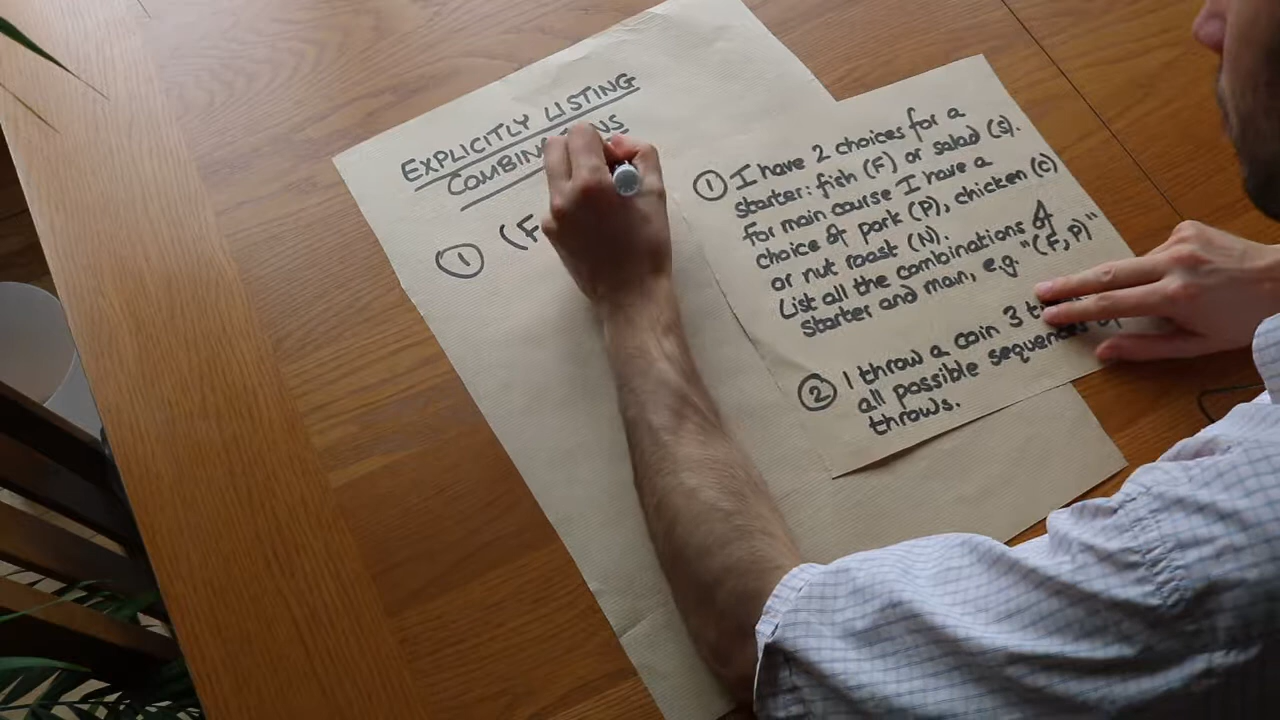 EXPLICITLY LISTING
① (F
① I have 2 choices for a
starter: fish (F) or salad (S).
for main course I have a
choice of pork (P), chicken (C)
or nut roast (N).
List all the combinations of
starter and main, e.g. "(F,P)"
② I throw a coin 3
all possible sequences of
throws.